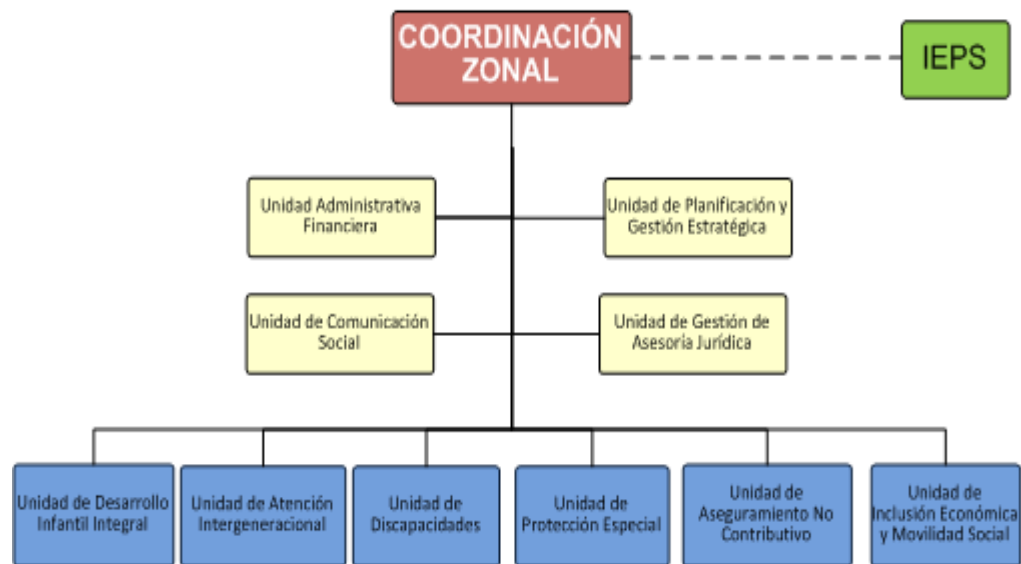 COORDINACIÓN
ZONAL
IEPS
Unidad Administrativa
Financiera
Unidad de Planificación y
Gestión Estratégica
Unidad de Comunicación
Social
Unidad de Gestión de
Asesoría Jurídica
Unidad de Desarrollo
Infantil Integral
Unidad de Atención
Intergeneracional
Unidad de
Discapacidades
Unidad de
Protección Especial
Unidad de
Aseguramiento No
Contributivo
Unidad de
Inclusión Económica
y Movilidad Social